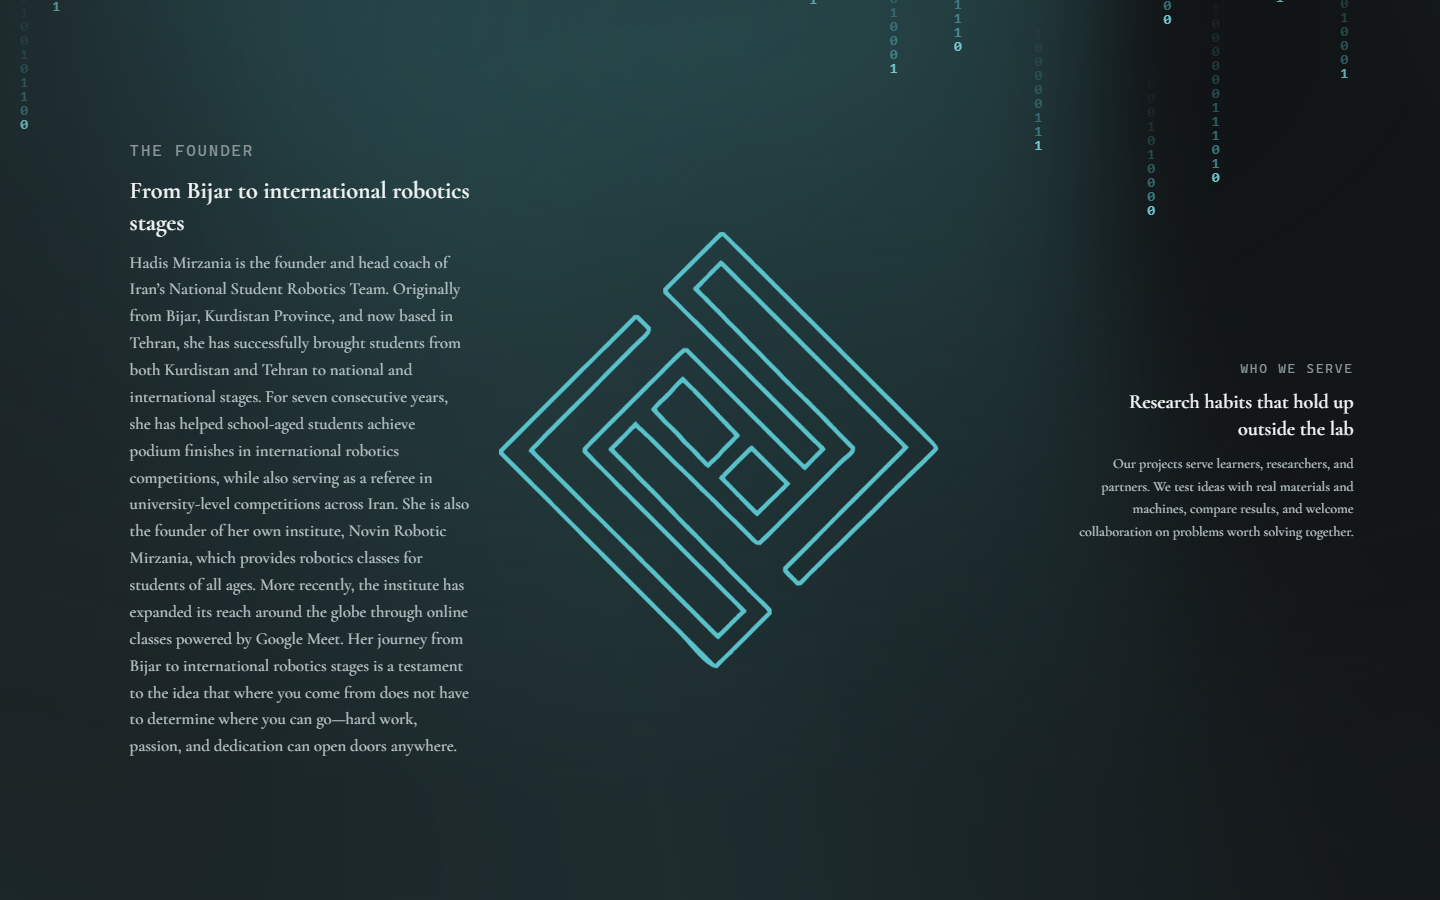 THE FOUNDER
From Bijar to international robotics
stages
Hadis Mirzania is the founder and head coach of
Iran’s National Student Robotics Team. Originally
from Bijar, Kurdistan Province, and now based in
Tehran, she has successfully brought students from
both Kurdistan and Tehran to national and
international stages. For seven consecutive years,
she has helped school-aged students achieve
podium finishes in international robotics
competitions, while also serving as a referee in
university-level competitions across Iran. She is also
the founder of her own institute, Novin Robotic
Mirzania, which provides robotics classes for
students of all ages. More recently, the institute has
expanded its reach around the globe through online
classes powered by Google Meet. Her journey from
Bijar to international robotics stages is a testament
to the idea that where you come from does not have
to determine where you can go—hard work,
passion, and dedication can open doors anywhere.
WHO WE SERVE
Research habits that hold up
outside the lab
Our projects serve learners, researchers, and
partners. We test ideas with real materials and
machines, compare results, and welcome
collaboration on problems worth solving together.